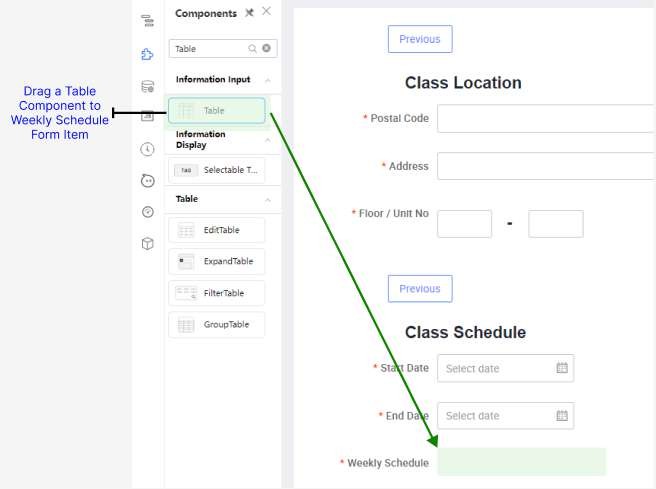 Drag a Table
Component to
Weekly Schedule
Form Item
Components
Table
Information Input
Table
Information
Display
Tag
Selectable T...
Table
EditTable
ExpandTable
FilterTable
GroupTable
Previous
Class Location
* Postal Code
* Address
* Floor / Unit No
-
Previous
Class Schedule
* Start Date
Select date
* End Date
Select date
* Weekly Schedule